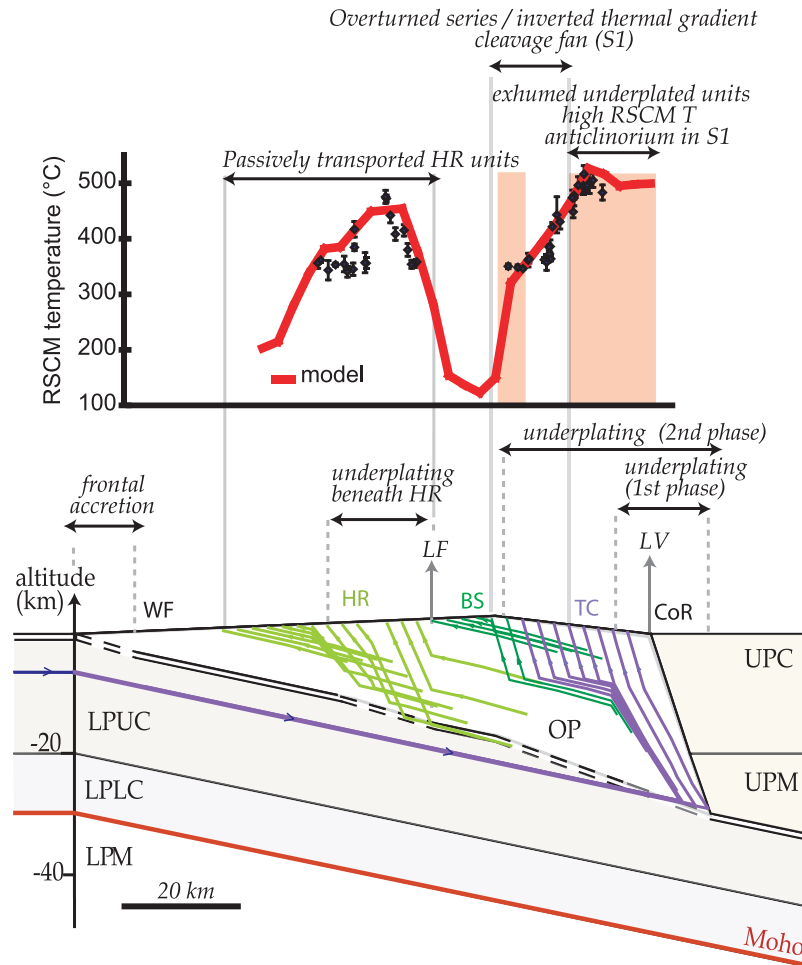 Overturned series / inverted thermal gradient
cleavage fan (S1)
exhumed underplated units
high RSCM T
anticlinorium in S1
Passively transported HR units
RSCM temperature (°C)
500
400
300
200
100
model
underplating (2nd phase)
underplating
(1st phase)
underplating
beneath HR
frontal
accretion
LF
LV
altitude
(km)
WF
HR
BS
TC
CoR
UPC
LPUC
OP
-20
UPM
LPLC
LPM
-40
20 km
Moho